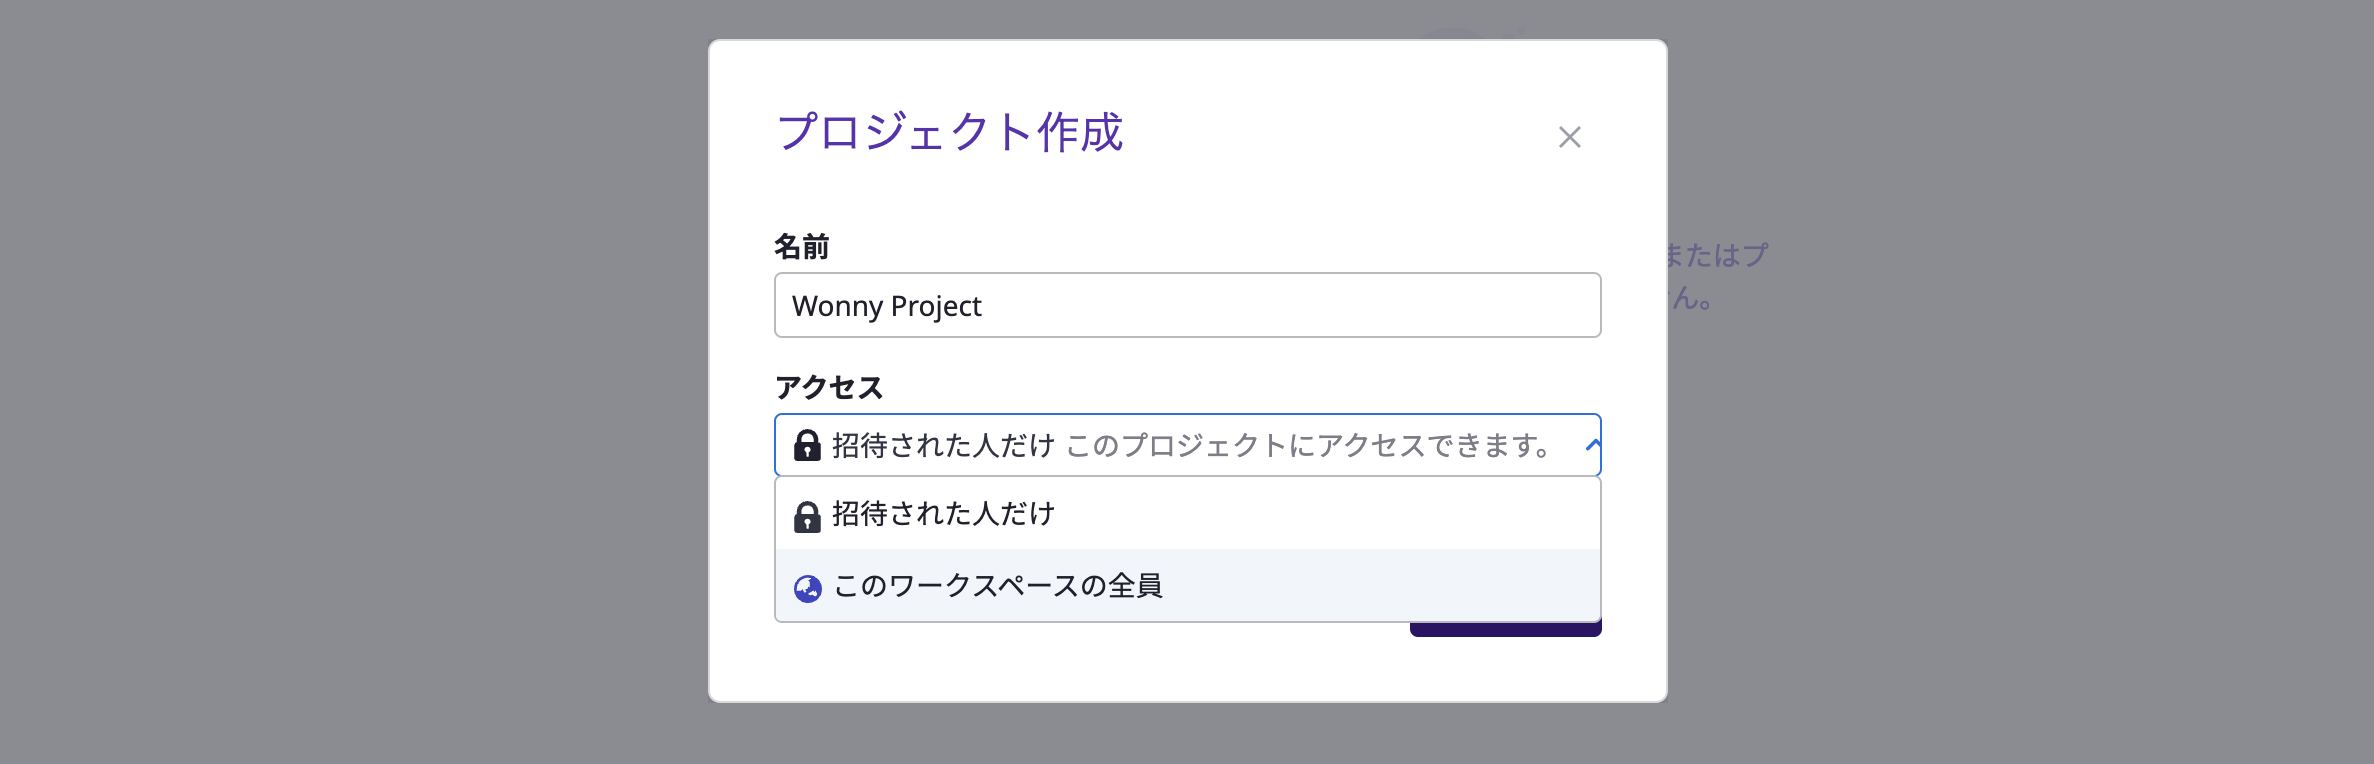 プロジェクト作成
名前
Wonny Project
またはプ
ん。
アクセス
招待された人だけ このプロジェクトにアクセスできます。
招待された人だけ
このワークスペースの全員